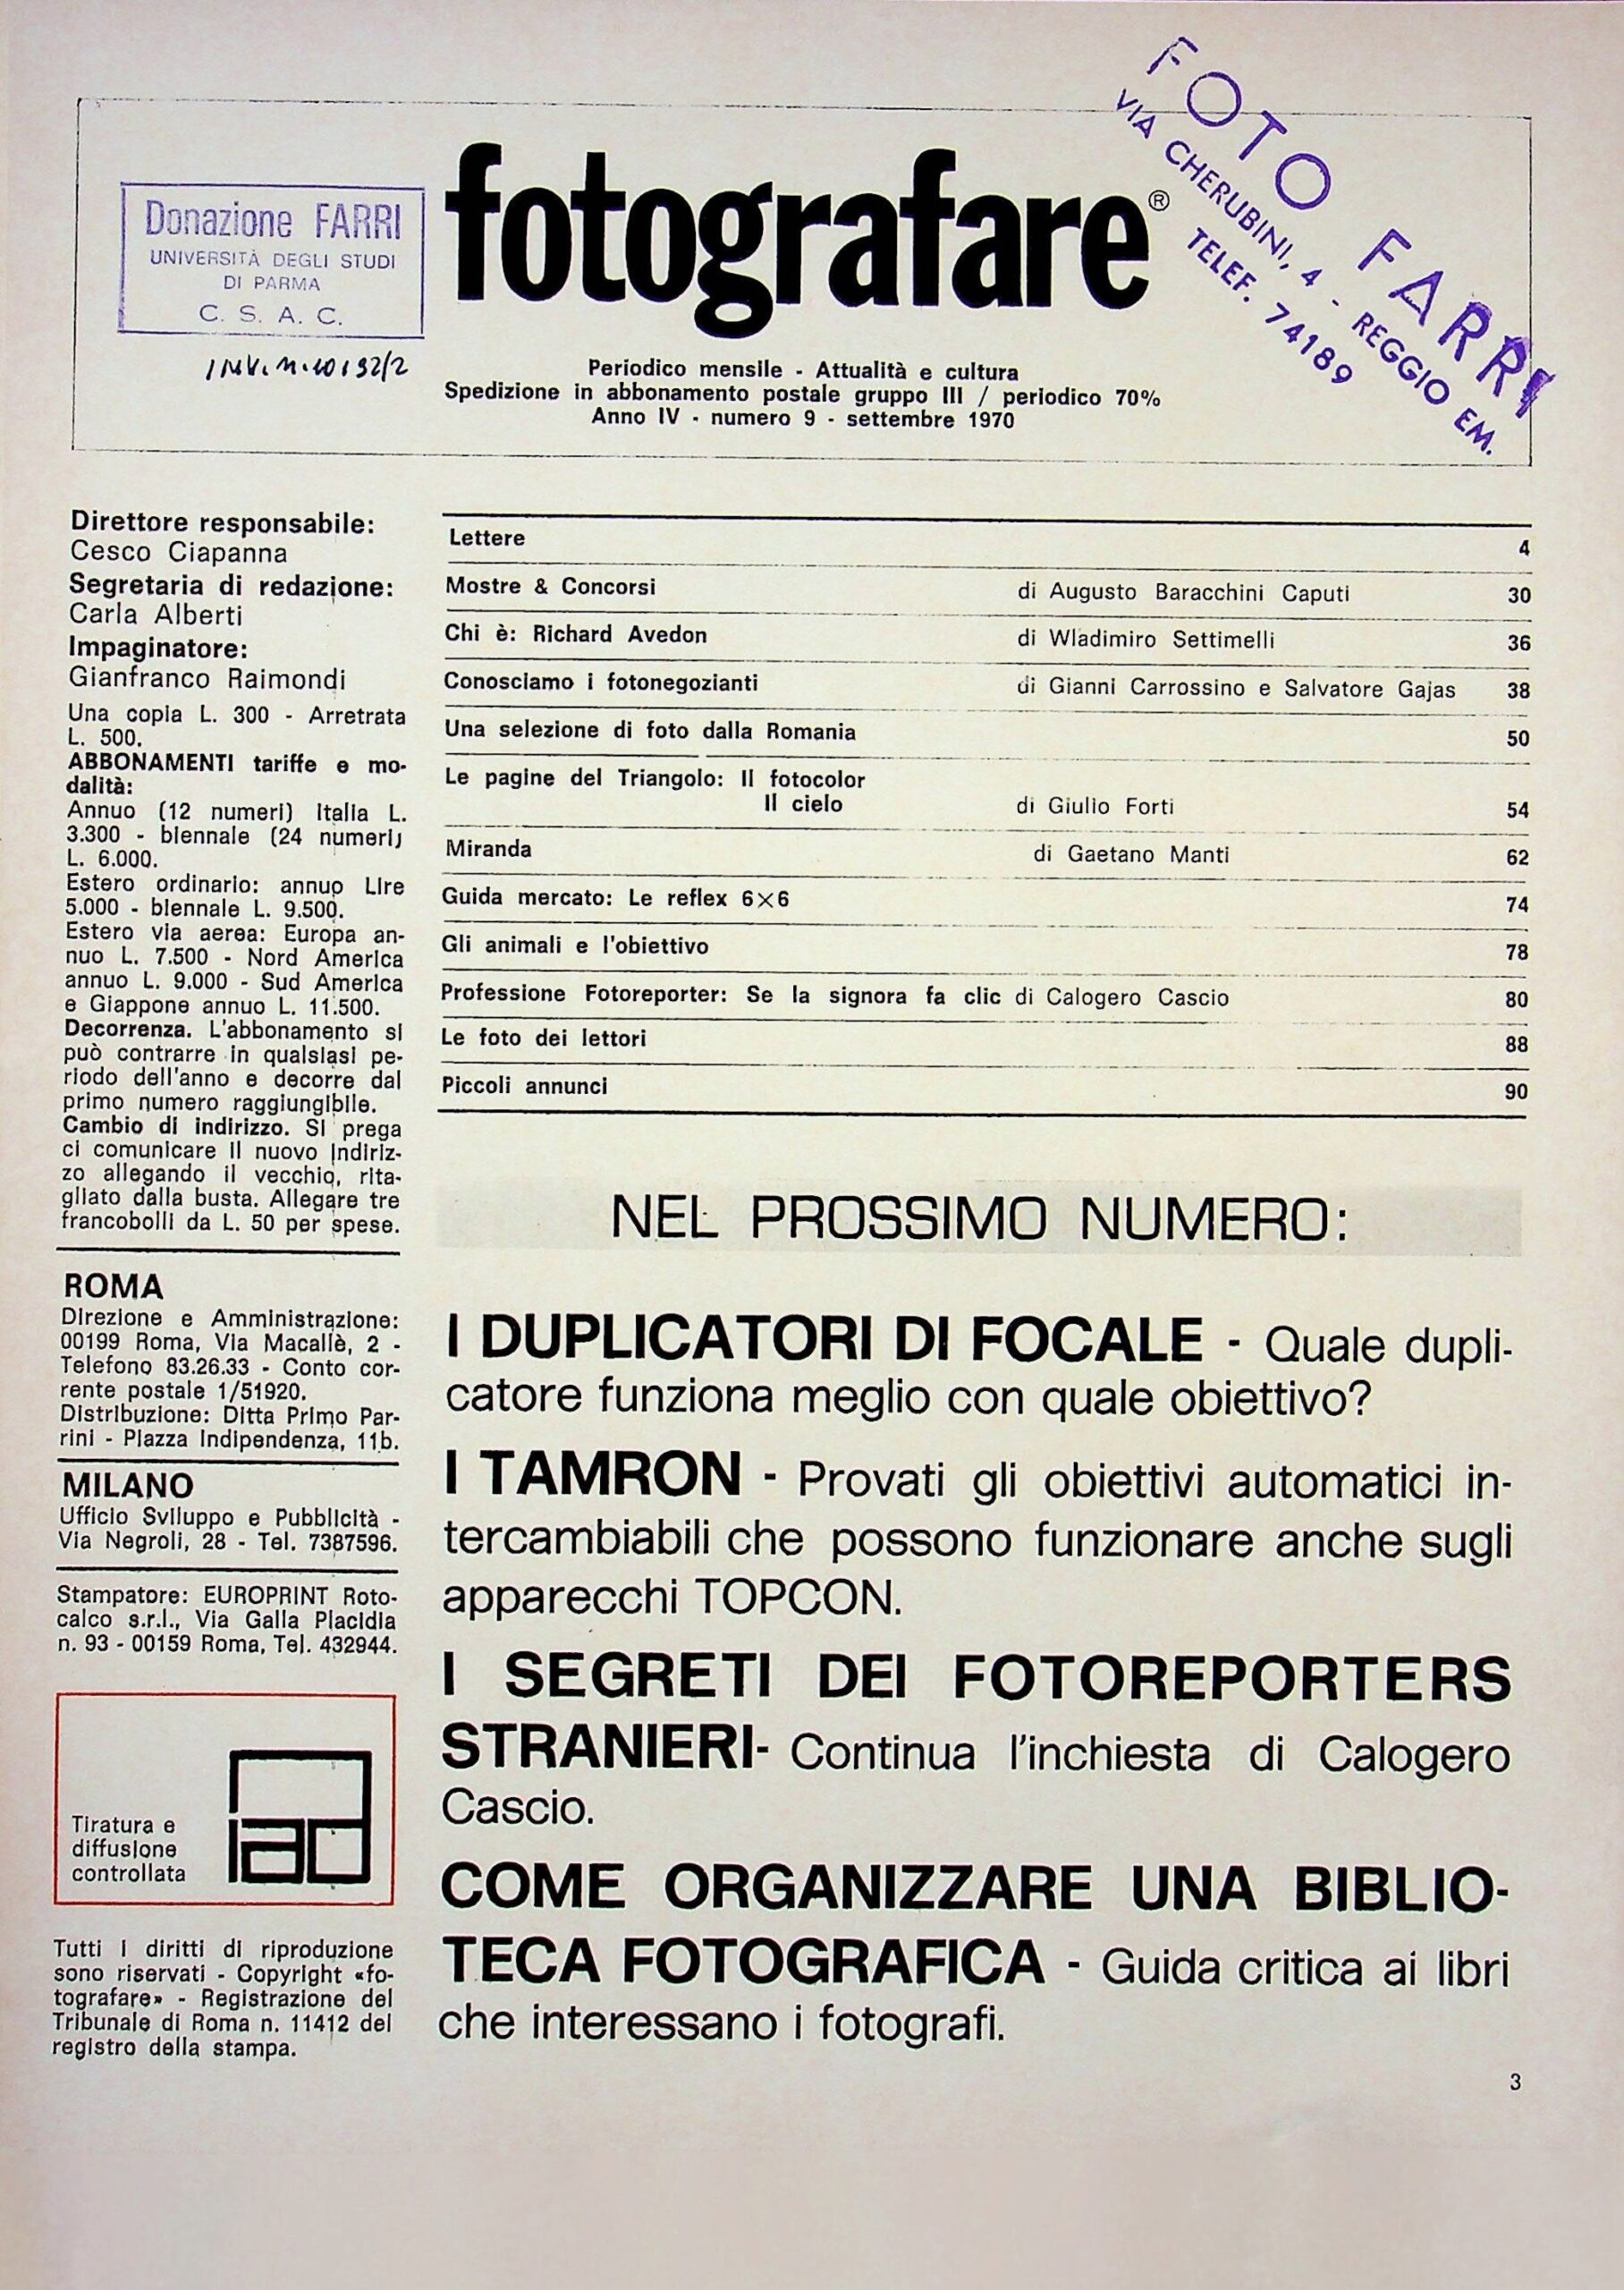 FOTO FARRI
VIA CHERUBINI, 4 - REGGIO EM.
TELEF. 74189
Donazione FARRI
UNIVERSITÀ DEGLI STUDI
DI PARMA
C. S. A. C.
fotografare®
Periodico mensile - Attualità e cultura
Spedizione in abbonamento postale gruppo III / periodico 70%
Anno IV - numero 9 - settembre 1970
Direttore responsabile:
Cesco Ciapanna
Segretaria di redazione:
Carla Alberti
Impaginatore:
Gianfranco Raimondi
Una copia L. 300 - Arretrata
L. 500.
ABBONAMENTI tariffe e mo-
dalità:
Annuo (12 numeri) Italia L.
3.300 - biennale (24 numeri)
L. 6.000.
Estero ordinario: annuo Lire
5.000 - biennale L. 9.500.
Estero via aerea: Europa an-
nuo L. 7.500 - Nord America
annuo L. 9.000 - Sud America
e Giappone annuo L. 11.500.
Decorrenza. L'abbonamento si
può contrarre in qualsiasi pe-
riodo dell'anno e decorre dal
primo numero raggiungibile.
Cambio di indirizzo. Si prega
ci comunicare il nuovo indiriz-
zo allegando il vecchio, rita-
gliato dalla busta. Allegare tre
francobolli da L. 50 per spese.
ROMA
Direzione e Amministrazione:
00199 Roma, Via Macallè, 2 -
Telefono 83.26.33 - Conto cor-
rente postale 1/51920.
Distribuzione: Ditta Primo Par-
rini - Piazza Indipendenza, 11b.
MILANO
Ufficio Sviluppo e Pubblicità -
Via Negroli, 28 - Tel. 7387596.
Stampatore: EUROPRINT Roto-
calco s.r.l., Via Galla Placidia
n. 93 - 00159 Roma, Tel. 432944.
Tiratura e
diffusione
controllata
iad
Tutti i diritti di riproduzione
sono riservati - Copyright «fo-
tografare» - Registrazione del
Tribunale di Roma n. 11412 del
registro della stampa.
Lettere 4
Mostre & Concorsi di Augusto Baracchini Caputi 30
Chi è: Richard Avedon di Wladimiro Settimelli 36
Conosciamo i fotonegozianti di Gianni Carrossino e Salvatore Gajas 38
Una selezione di foto dalla Romania 50
Le pagine del Triangolo: Il fotocolor
Il cielo di Giulio Forti 54
Miranda di Gaetano Manti 62
Guida mercato: Le reflex 6×6 74
Gli animali e l'obiettivo 78
Professione Fotoreporter: Se la signora fa clic di Calogero Cascio 80
Le foto dei lettori 88
Piccoli annunci 90
NEL PROSSIMO NUMERO:
I DUPLICATORI DI FOCALE - Quale dupli-
catore funziona meglio con quale obiettivo?
I TAMRON - Provati gli obiettivi automatici in-
tercambiabili che possono funzionare anche sugli
apparecchi TOPCON.
I SEGRETI DEI FOTOREPORTERS
STRANIERI- Continua l'inchiesta di Calogero
Cascio.
COME ORGANIZZARE UNA BIBLIO-
TECA FOTOGRAFICA - Guida critica ai libri
che interessano i fotografi.
3